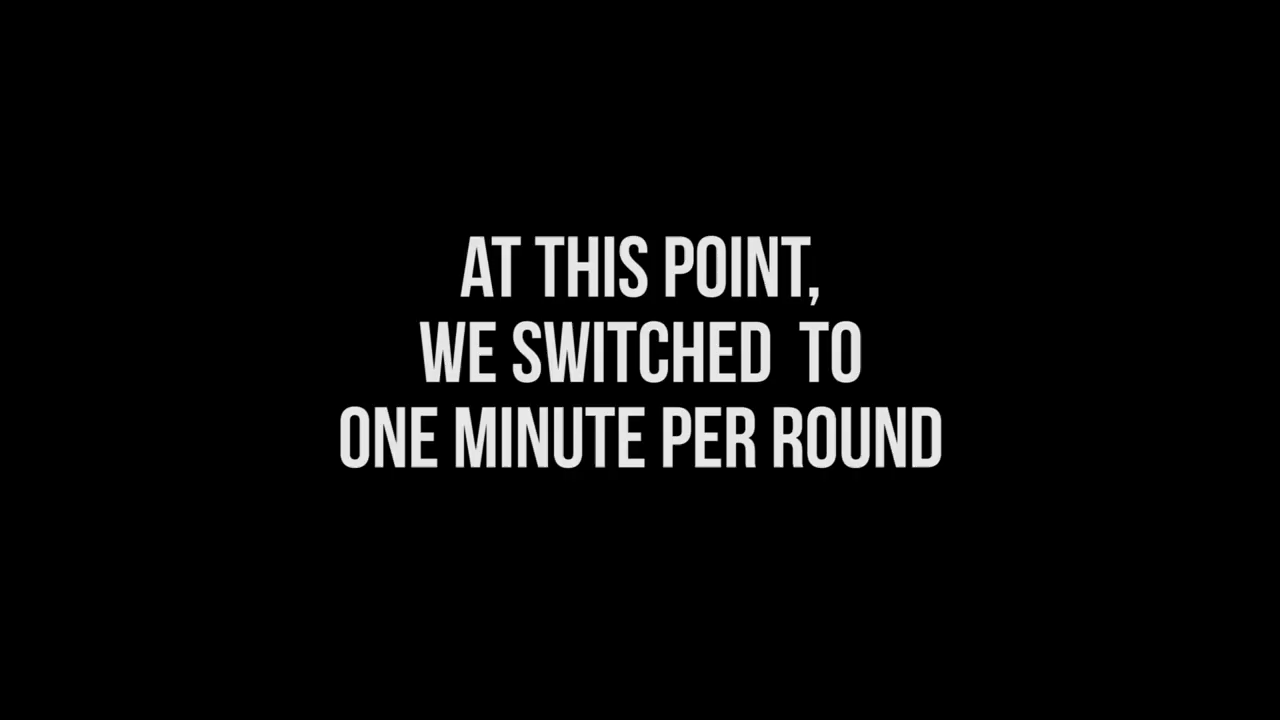 AT THIS POINT,
WE SWITCHED  TO
ONE MINUTE PER ROUND